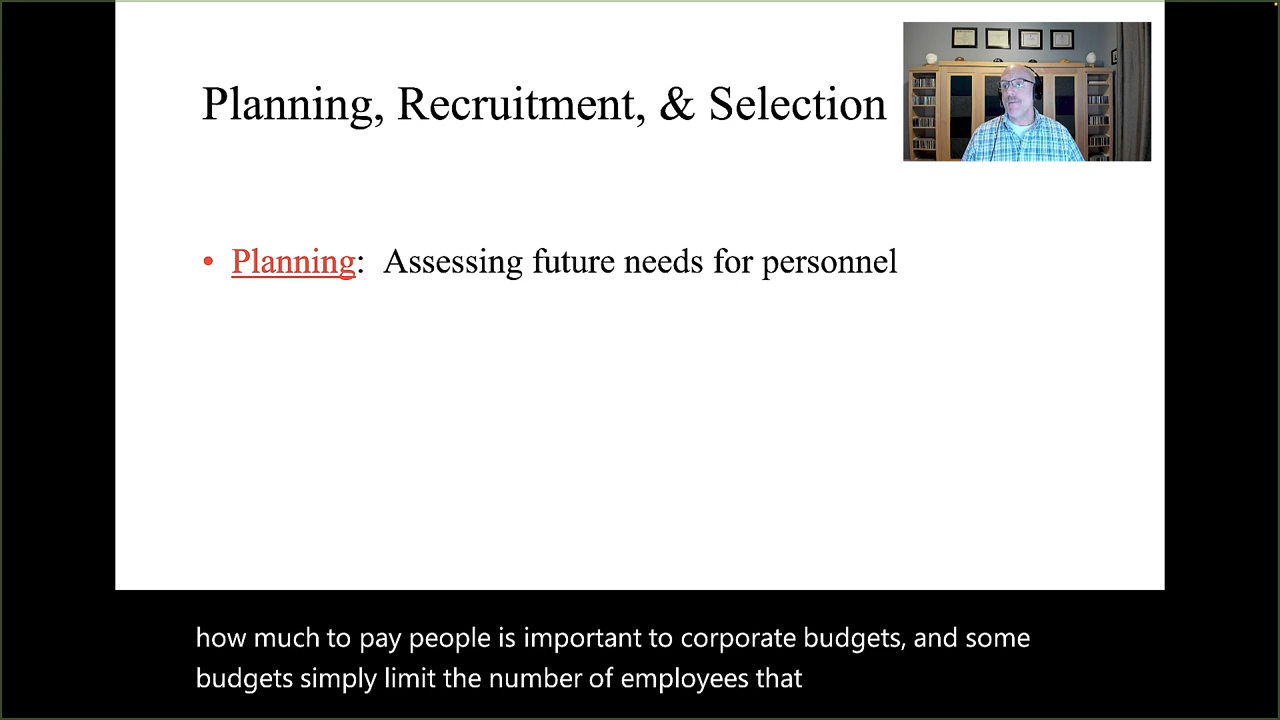 Planning, Recruitment, & Selection
• Planning: Assessing future needs for personnel
how much to pay people is important to corporate budgets, and some
budgets simply limit the number of employees that